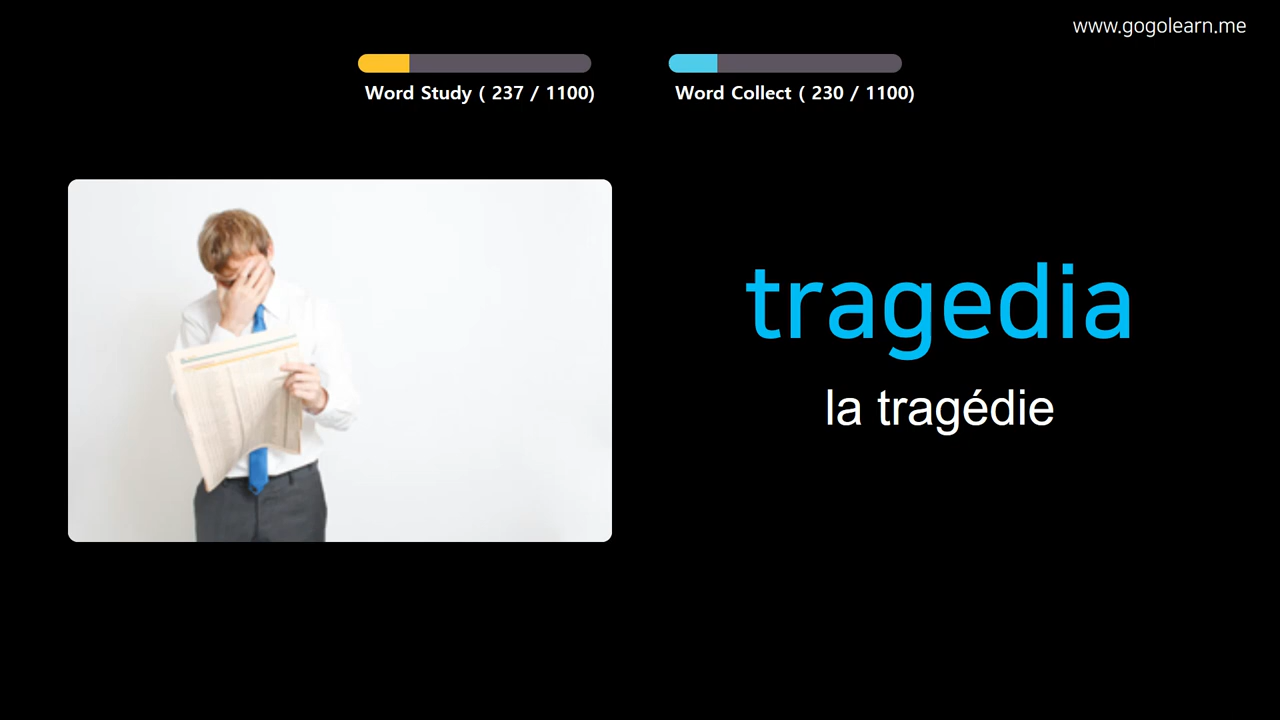 www.gogolearn.me
Word Study ( 237 / 1100)
Word Collect ( 230 / 1100)
tragedia
la tragédie